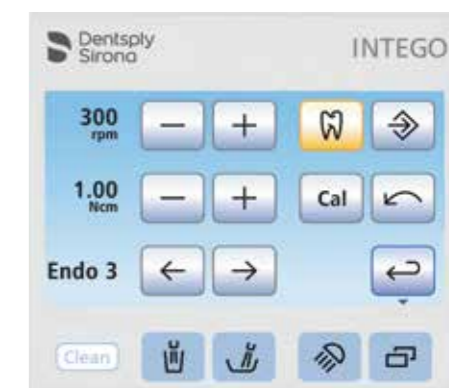 Dentsply
Sirona
INTEGO
300
rpm
1.00
Ncm
Cal
Endo 3
Clean